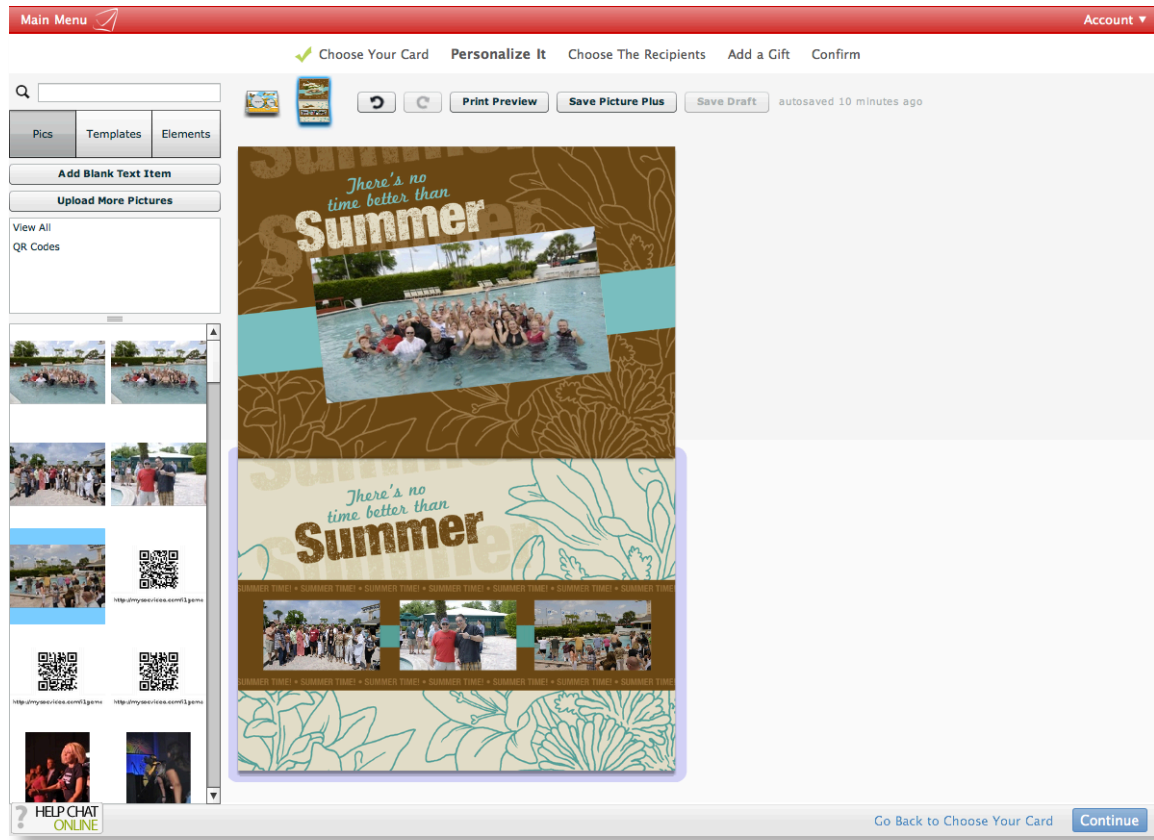 Main Menu
Account ▼
Choose Your Card Personalize It Choose The Recipients Add a Gift Confirm
Print Preview Save Picture Plus Save Draft autosaved 10 minutes ago
Pics Templates Elements
Add Blank Text Item
Upload More Pictures
View All
QR Codes
Summer
There's no
time better than
Summer
Summer
Summer
There's no
time better than
Summer
Summer
SUMMER TIME! • SUMMER TIME! • SUMMER TIME! • SUMMER TIME! • SUMMER TIME! • SUMMER TIME! • SUMMER TIME
SUMMER TIME! • SUMMER TIME! • SUMMER TIME! • SUMMER TIME! • SUMMER TIME! • SUMMER TIME! • SUMMER TIME
? HELP CHAT
ONLINE
Go Back to Choose Your Card Continue